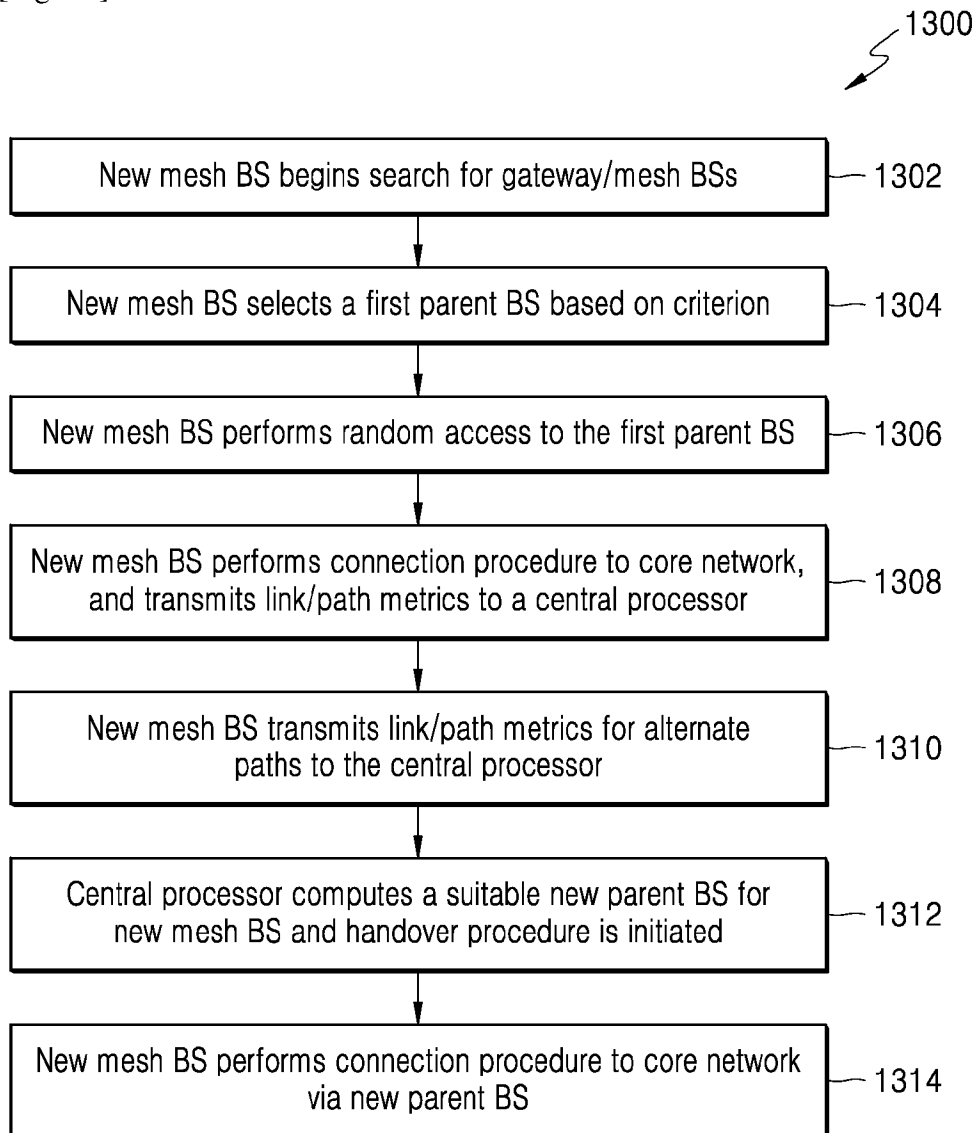 1300
New mesh BS begins search for gateway/mesh BSs
1302
New mesh BS selects a first parent BS based on criterion
1304
New mesh BS performs random access to the first parent BS
1306
New mesh BS performs connection procedure to core network,
and transmits link/path metrics to a central processor
1308
New mesh BS transmits link/path metrics for alternate
paths to the central processor
1310
Central processor computes a suitable new parent BS for
new mesh BS and handover procedure is initiated
1312
New mesh BS performs connection procedure to core network
via new parent BS
1314